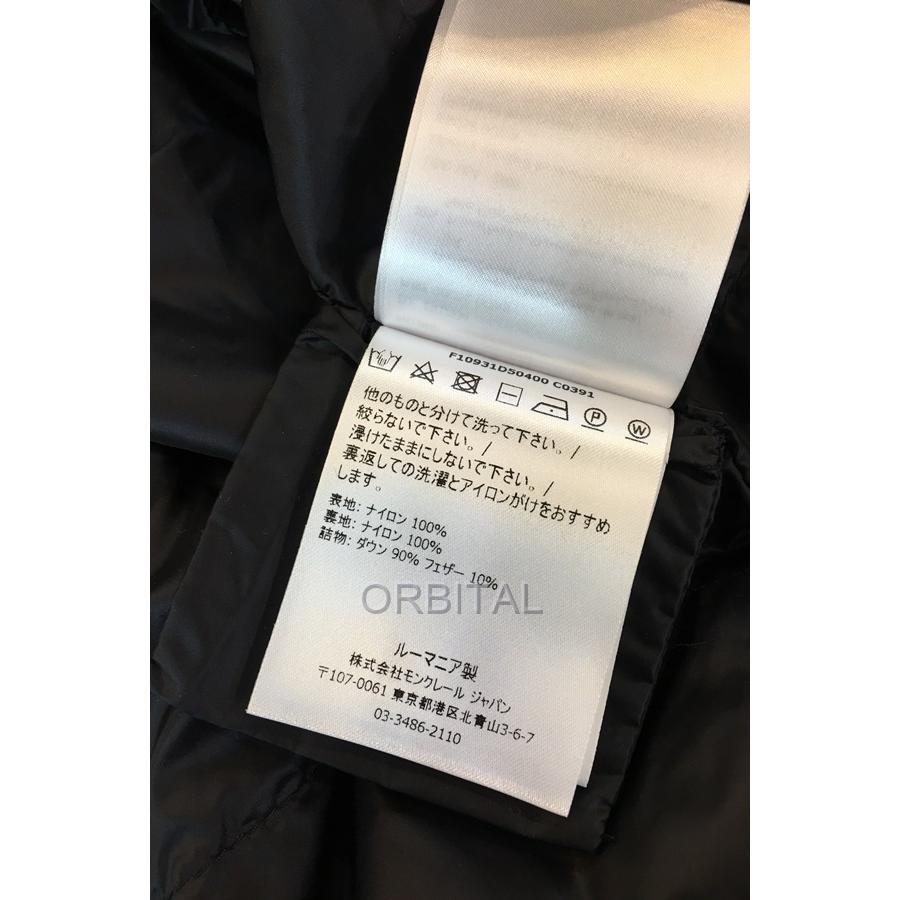 F10931D50400 C0391
P W
他のものと分けて洗って下さい。/
絞らないで下さい。/
浸けたままにしないで下さい。/
裏返しての洗濯とアイロンがけをおすすめ
します。
表地: ナイロン 100%
裏地: ナイロン 100%
詰物: ダウン 90% フェザー 10%
ORBITAL
ルーマニア製
株式会社モンクレール ジャパン
〒107-0061 東京都港区北青山3-6-7
03-3486-2110